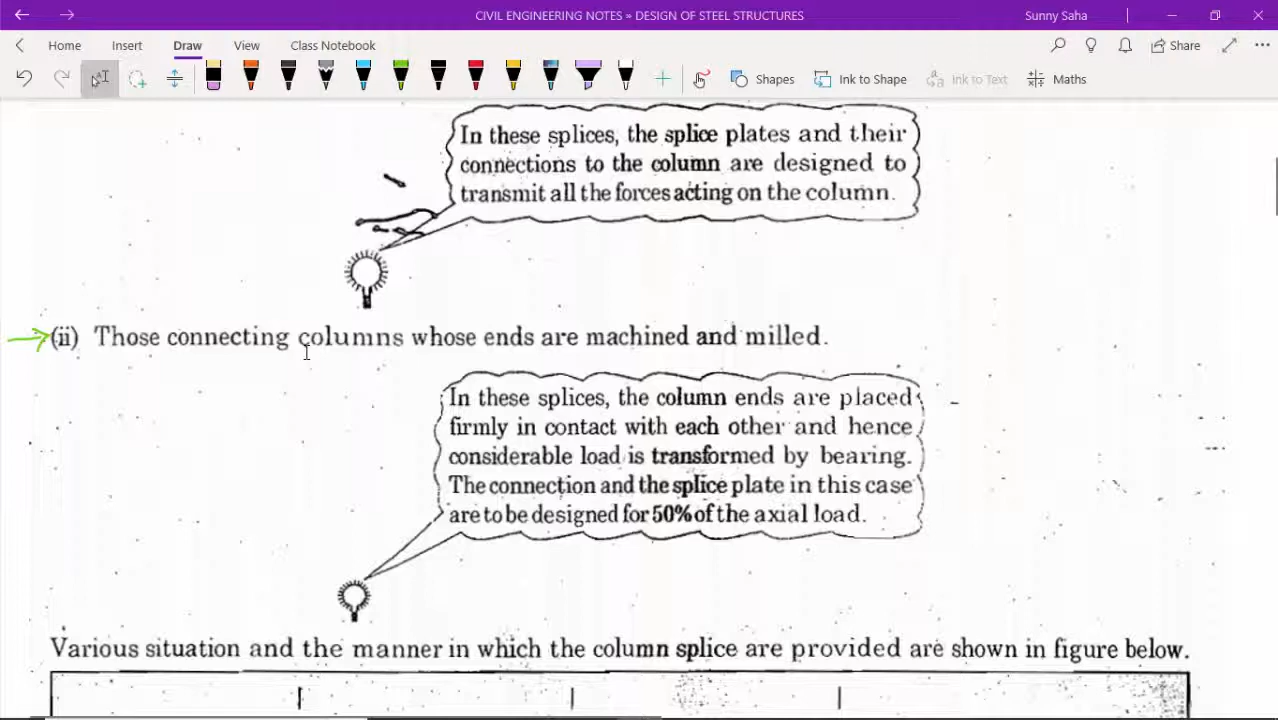 CIVIL ENGINEERING NOTES » DESIGN OF STEEL STRUCTURES
Sunny Saha
Home Insert Draw View Class Notebook
Share
Shapes Ink to Shape Ink to Text Maths
In these splices, the splice plates and their
connections to the column are designed to
transmit all the forces acting on the column.
(ii) Those connecting columns whose ends are machined and milled.
In these splices, the column ends are placed
firmly in contact with each other and hence
considerable load is transformed by bearing.
The connection and the splice plate in this case
are to be designed for 50% of the axial load.
Various situation and the manner in which the column splice are provided are shown in figure below.